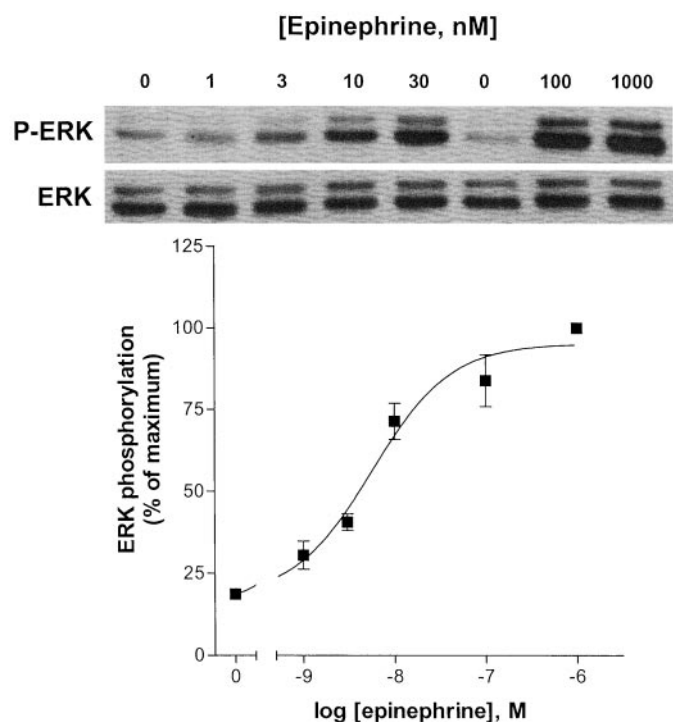 [Epinephrine, nM]
0 1 3 10 30 0 100 1000
P-ERK
ERK
125
100
75
50
25
0
ERK phosphorylation
(% of maximum)
0 -9 -8 -7 -6
log [epinephrine], M